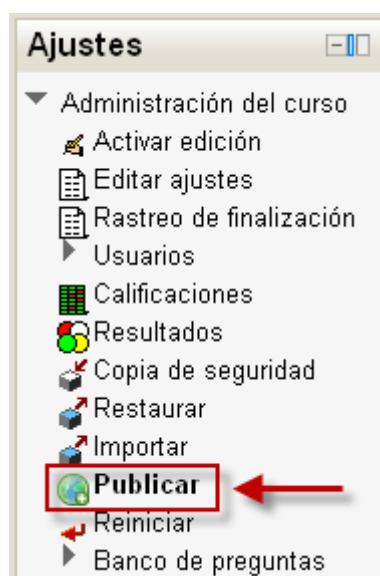 Ajustes
Administración del curso
Activar edición
Editar ajustes
Rastreo de finalización
Usuarios
Calificaciones
Resultados
Copia de seguridad
Restaurar
Importar
Publicar
Reiniciar
Banco de preguntas